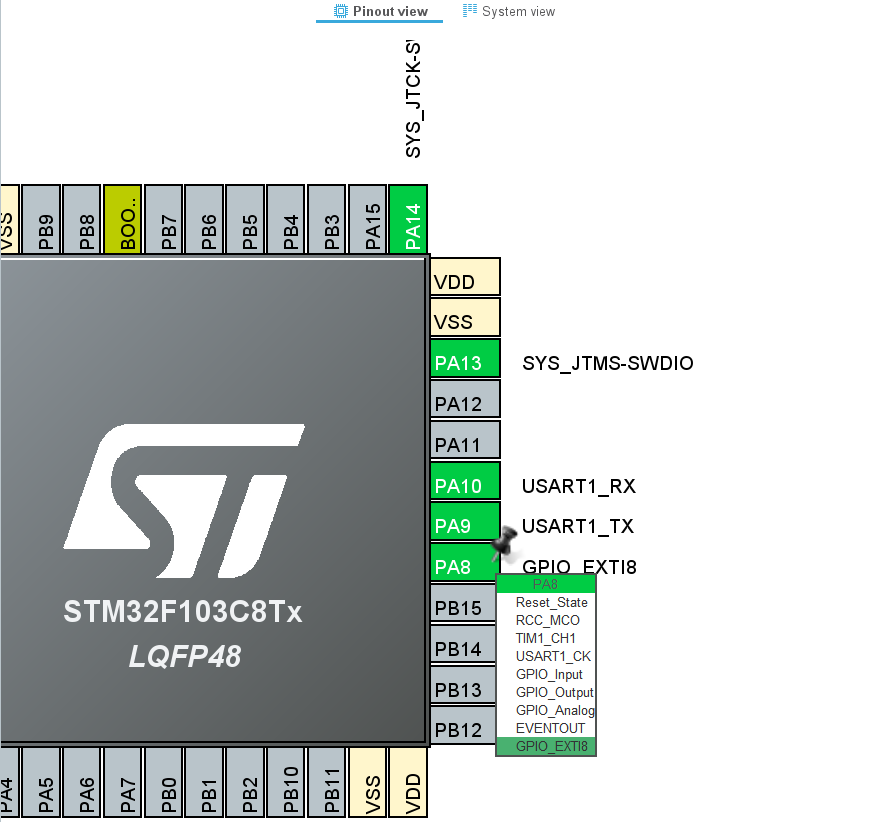 Pinout view
System view
SYS_JTCK-S
VSS
PB9
PB8
BOO..
PB7
PB6
PB5
PB4
PB3
PA15
PA14
VDD
VSS
PA13
SYS_JTMS-SWDIO
PA12
PA11
PA10
USART1_RX
PA9
USART1_TX
PA8
GPIO_EXTI8
PB15
PB14
PB13
PB12
PA8
Reset_State
RCC_MCO
TIM1_CH1
USART1_CK
GPIO_Input
GPIO_Output
GPIO_Analog
EVENTOUT
GPIO_EXTI8
ST
STM32F103C8Tx
LQFP48
PA4
PA5
PA6
PA7
PB0
PB1
PB2
PB10
PB11
VSS
VDD